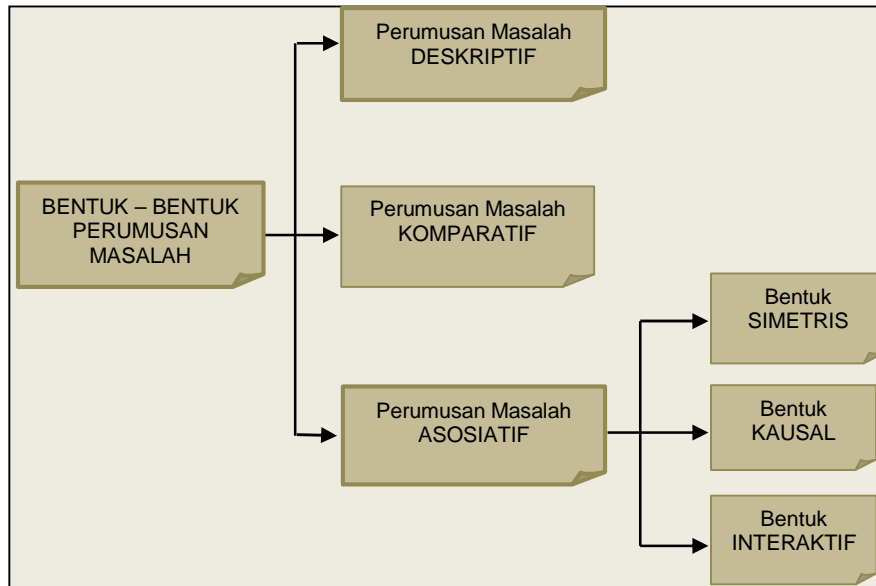 BENTUK – BENTUK
PERUMUSAN
MASALAH
Perumusan Masalah
DESKRIPTIF
Perumusan Masalah
KOMPARATIF
Perumusan Masalah
ASOSIATIF
Bentuk
SIMETRIS
Bentuk
KAUSAL
Bentuk
INTERAKTIF